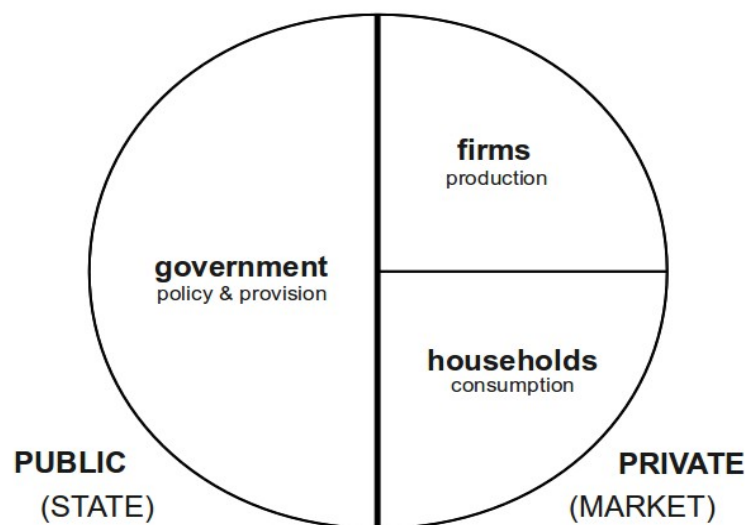 firms
production
government
policy & provision
households
consumption
PUBLIC
(STATE)
PRIVATE
(MARKET)